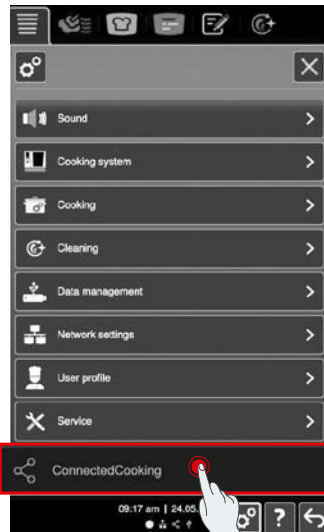 Sound
Cooking system
Cooking
Cleaning
Data management
Network settings
User profile
Service
ConnectedCooking
09:17 am | 24.05.
?